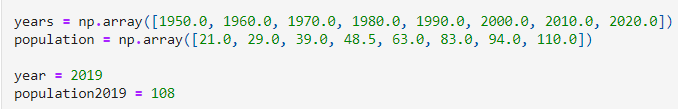 years = np.array([1950.0, 1960.0, 1970.0, 1980.0, 1990.0, 2000.0, 2010.0, 2020.0])
population = np.array([21.0, 29.0, 39.0, 48.5, 63.0, 83.0, 94.0, 110.0])

year = 2019
population2019 = 108